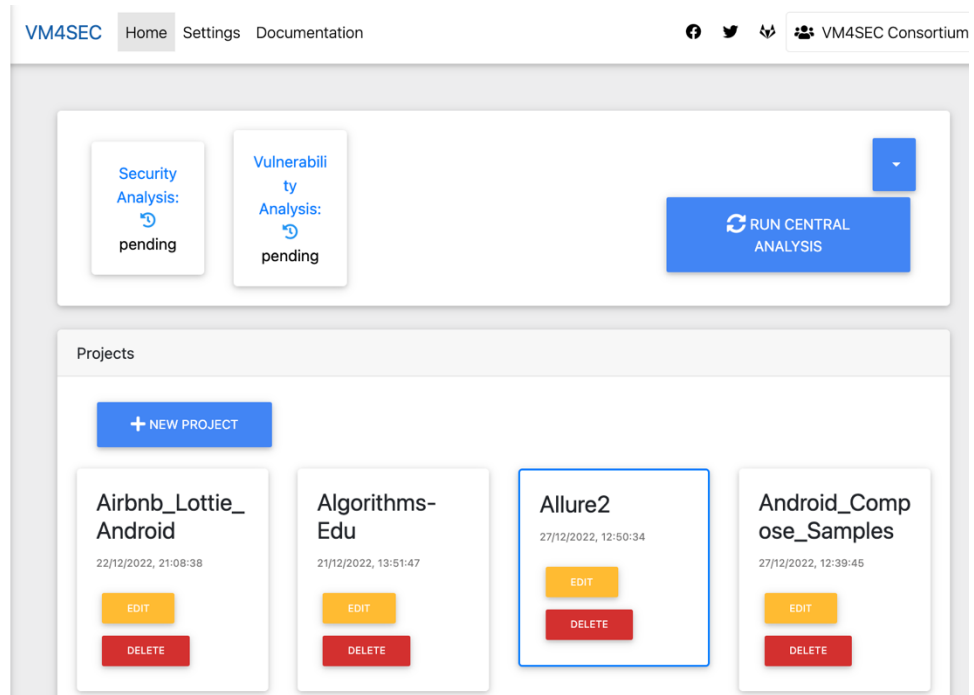 VM4SEC Home Settings Documentation VM4SEC Consortium
Security
Analysis:
pending
Vulnerabili
ty
Analysis:
pending
RUN CENTRAL
ANALYSIS
Projects
NEW PROJECT
Airbnb_Lottie_
Android
22/12/2022, 21:08:38
EDIT
DELETE
Algorithms-
Edu
21/12/2022, 13:51:47
EDIT
DELETE
Allure2
27/12/2022, 12:50:34
EDIT
DELETE
Android_Comp
ose_Samples
27/12/2022, 12:39:45
EDIT
DELETE